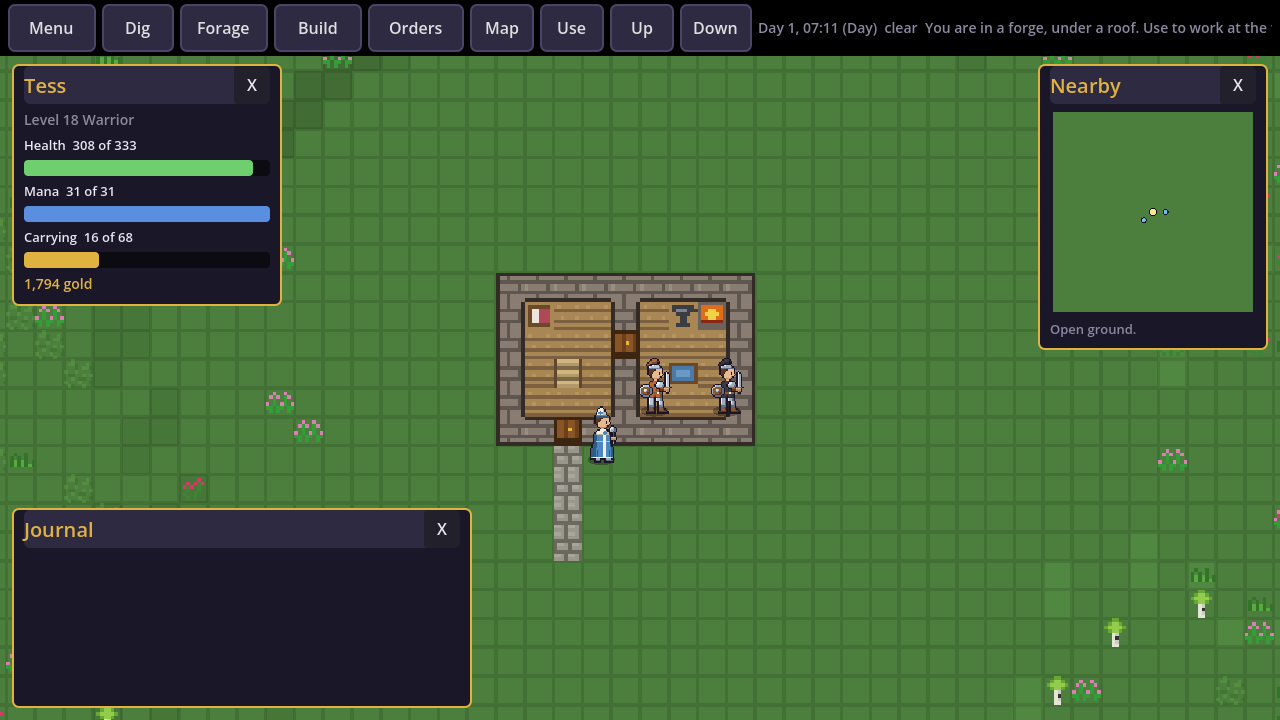 Menu Dig Forage Build Orders Map Use Up Down Day 1, 07:11 (Day) clear You are in a forge, under a roof. Use to work at the
Tess X
Level 18 Warrior
Health 308 of 333
Mana 31 of 31
Carrying 16 of 68
1,794 gold
Nearby X
Open ground.
Journal X